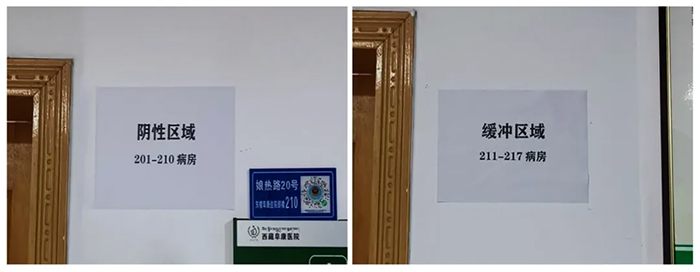 阴性区域
201-210 病房
娘热路20号
210
西藏阜康医院
缓冲区域
211-217 病房